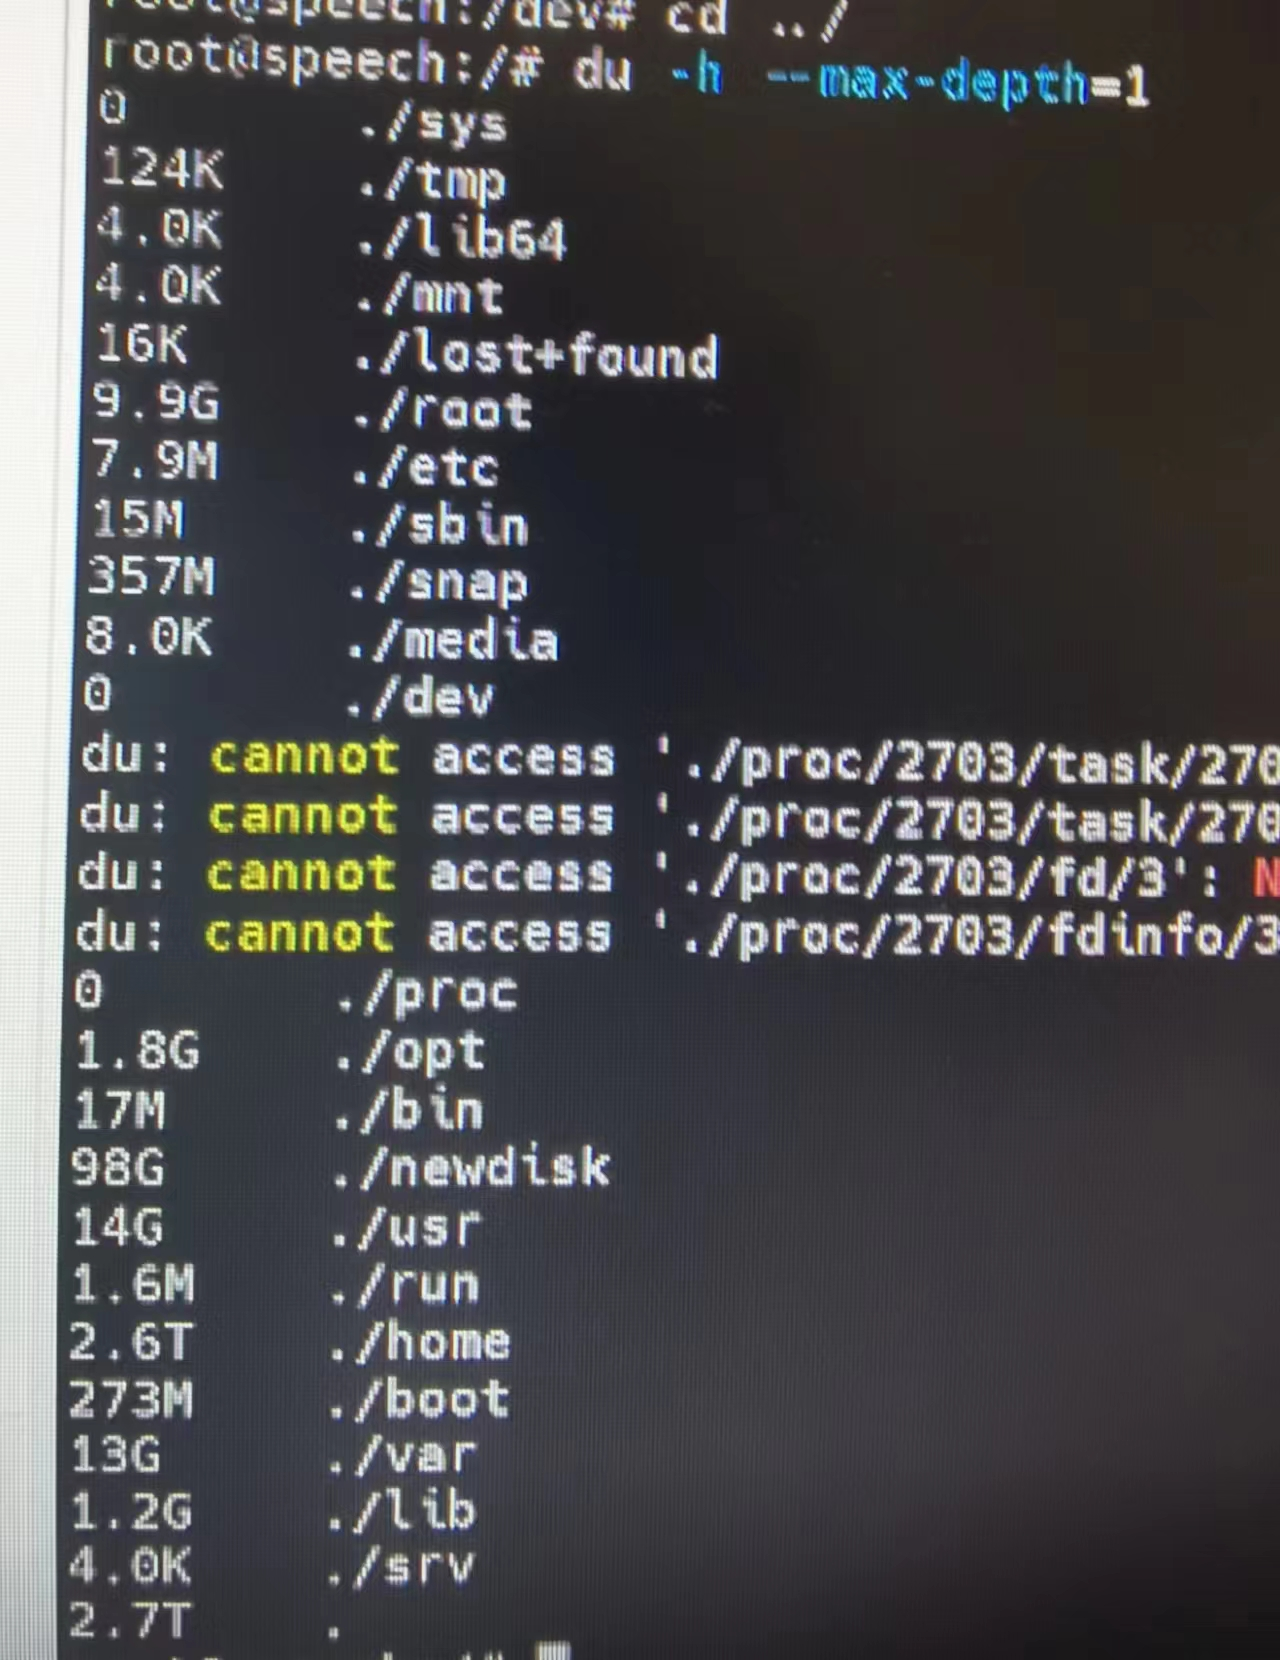 root@speech:/dev# cd ../
root@speech:/# du -h --max-depth=1
0 ./sys
124K ./tmp
4.0K ./lib64
4.0K ./mnt
16K ./lost+found
9.9G ./root
7.9M ./etc
15M ./sbin
357M ./snap
8.0K ./media
0 ./dev
du: cannot access './proc/2703/task/270
du: cannot access './proc/2703/task/270
du: cannot access './proc/2703/fd/3': N
du: cannot access './proc/2703/fdinfo/3
0 ./proc
1.8G ./opt
17M ./bin
98G ./newdisk
14G ./usr
1.6M ./run
2.6T ./home
273M ./boot
13G ./var
1.2G ./lib
4.0K ./srv
2.7T .